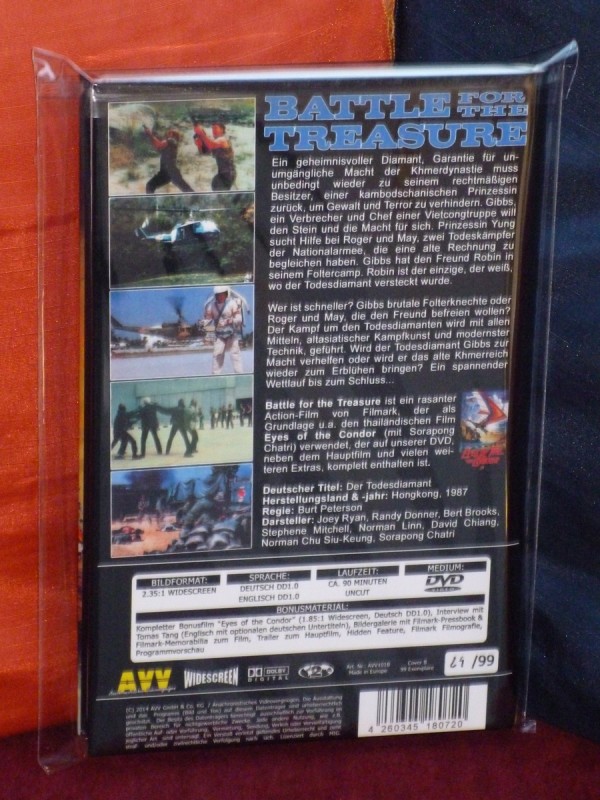 BATTLE FOR THE
TREASURE
Ein geheimnisvoller Diamant, Garantie für un-
umgängliche Macht der Khmerdynastie muss
unbedingt wieder zu seinem rechtmäßigen
Besitzer, einer kambodschanischen Prinzessin
zurück, um Gewalt und Terror zu verhindern. Gibbs,
ein Verbrecher und Chef einer Vietcongtruppe will
den Stein und die Macht für sich. Prinzessin Yung
sucht Hilfe bei Roger und May, zwei Todeskämpfer
der Nationalarmee, die eine alte Rechnung zu
begleichen haben. Gibbs hat den Freund Robin in
seinem Foltercamp. Robin ist der einzige, der weiß,
wo der Todesdiamant versteckt wurde.
Wer ist schneller? Gibbs brutale Folterknechte oder
Roger und May, die den Freund befreien wollen?
Der Kampf um den Todesdiamanten wird mit allen
Mitteln, altasiatischer Kampfkunst und modernster
Technik, geführt. Wird der Todesdiamant Gibbs zur
Macht verhelfen oder wird er das alte Khmerreich
wieder zum Erblühen bringen? Ein spannender
Wettlauf bis zum Schluss...
Battle for the Treasure ist ein rasanter
Action-Film von Filmark, der als
Grundlage u.a. den thailändischen Film
Eyes of the Condor (mit Sorapong
Chatri) verwendet, der auf unserer DVD,
neben dem Hauptfilm und vielen wei-
teren Extras, komplett enthalten ist.
Deutscher Titel: Der Todesdiamant
Herstellungsland & -jahr: Hongkong, 1987
Regie: Burt Peterson
Darsteller: Joey Ryan, Randy Donner, Bert Brooks,
Stephene Mitchell, Norman Linn, David Chiang,
Norman Chu Siu-Keung, Sorapong Chatri
BILDFORMAT: SPRACHE: LAUFZEIT: MEDIUM:
2.35:1 WIDESCREEN DEUTSCH DD1.0 CA. 90 MINUTEN DVD
ENGLISCH DD1.0 UNCUT
BONUSMATERIAL:
Kompletter Bonusfilm "Eyes of the Condor" (1.85:1 Widescreen, Deutsch DD1.0), Interview mit
Tomas Tang (Englisch mit optionalen deutschen Untertiteln), Bildergalerie mit Filmark-Pressbook &
Filmark-Memorabilia zum Film, Trailer zum Hauptfilm, Hidden Feature, Filmark Filmografie,
Programmvorschau
AVV WIDESCREEN DOLBY DIGITAL 2
Made in Europe
Cover B
99 Exemplare
/99
(C) 2014 AVV GmbH & Co. KG.
4 260345 180720